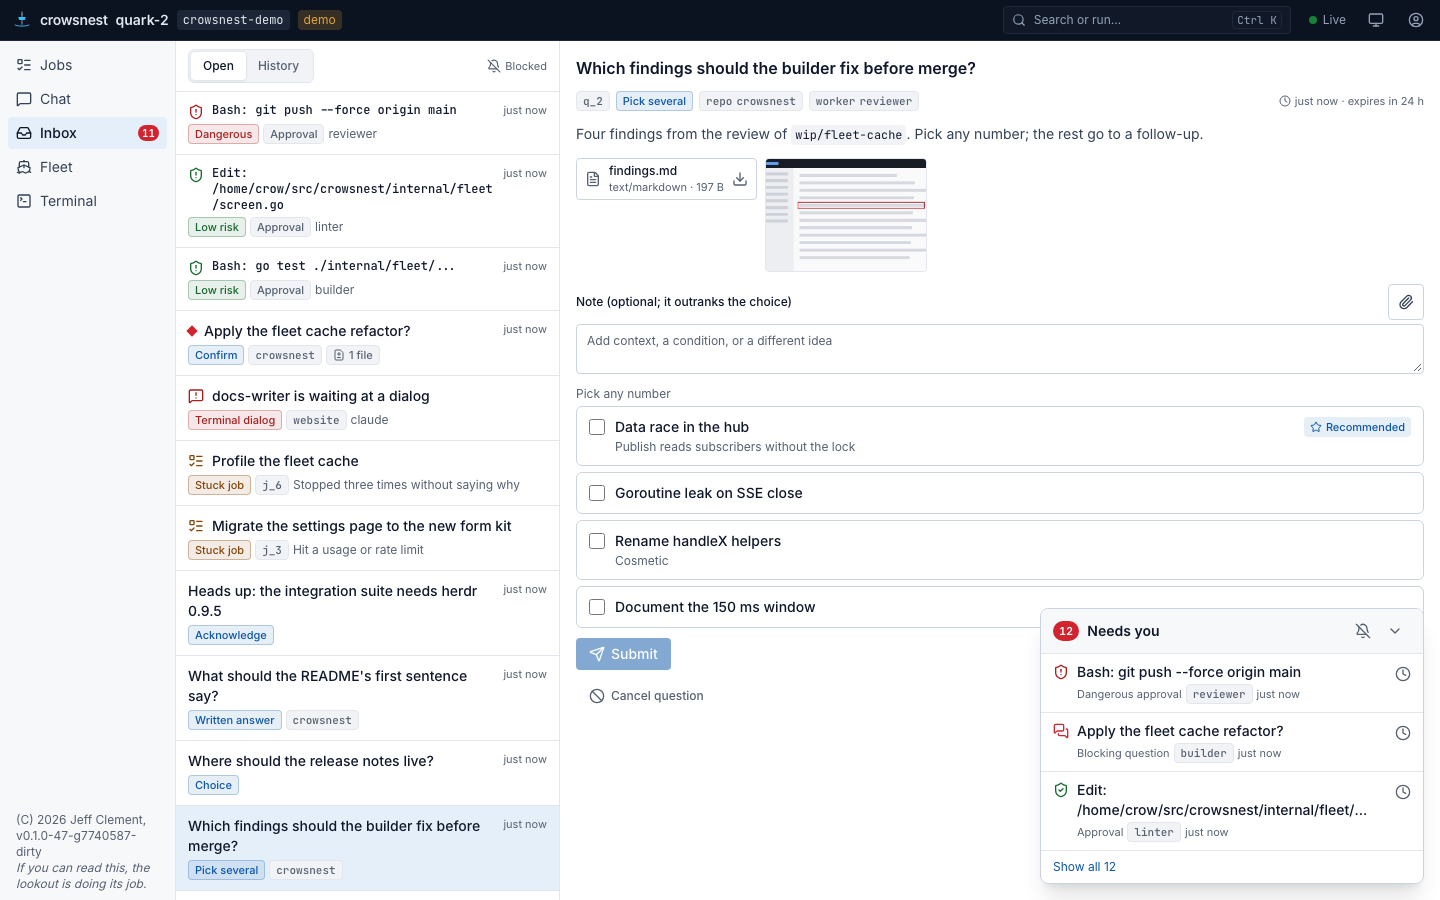 crowsnest quark-2 crowsnest-demo demo
Search or run... Ctrl K
Live
Jobs
Chat
Inbox 11
Fleet
Terminal
(C) 2026 Jeff Clement,
v0.1.0-47-g7740587-
dirty
If you can read this, the
lookout is doing its job.
Open History Blocked
Bash: git push --force origin main just now
Dangerous Approval reviewer
Edit: just now
/home/crow/src/crowsnest/internal/fleet
/screen.go
Low risk Approval linter
Bash: go test ./internal/fleet/... just now
Low risk Approval builder
Apply the fleet cache refactor? just now
Confirm crowsnest 1 file
docs-writer is waiting at a dialog
Terminal dialog website claude
Profile the fleet cache
Stuck job j_6 Stopped three times without saying why
Migrate the settings page to the new form kit
Stuck job j_3 Hit a usage or rate limit
Heads up: the integration suite needs herdr just now
0.9.5
Acknowledge
What should the README's first sentence just now
say?
Written answer crowsnest
Where should the release notes live? just now
Choice
Which findings should the builder fix before just now
merge?
Pick several crowsnest
Which findings should the builder fix before merge?
q_2 Pick several repo crowsnest worker reviewer just now · expires in 24 h
Four findings from the review of wip/fleet-cache. Pick any number; the rest go to a follow-up.
findings.md
text/markdown · 197 B
Note (optional; it outranks the choice)
Add context, a condition, or a different idea
Pick any number
Data race in the hub Recommended
Publish reads subscribers without the lock
Goroutine leak on SSE close
Rename handleX helpers
Cosmetic
Document the 150 ms window
Submit
Cancel question
12 Needs you
Bash: git push --force origin main
Dangerous approval reviewer just now
Apply the fleet cache refactor?
Blocking question builder just now
Edit:
/home/crow/src/crowsnest/internal/fleet/...
Approval linter just now
Show all 12